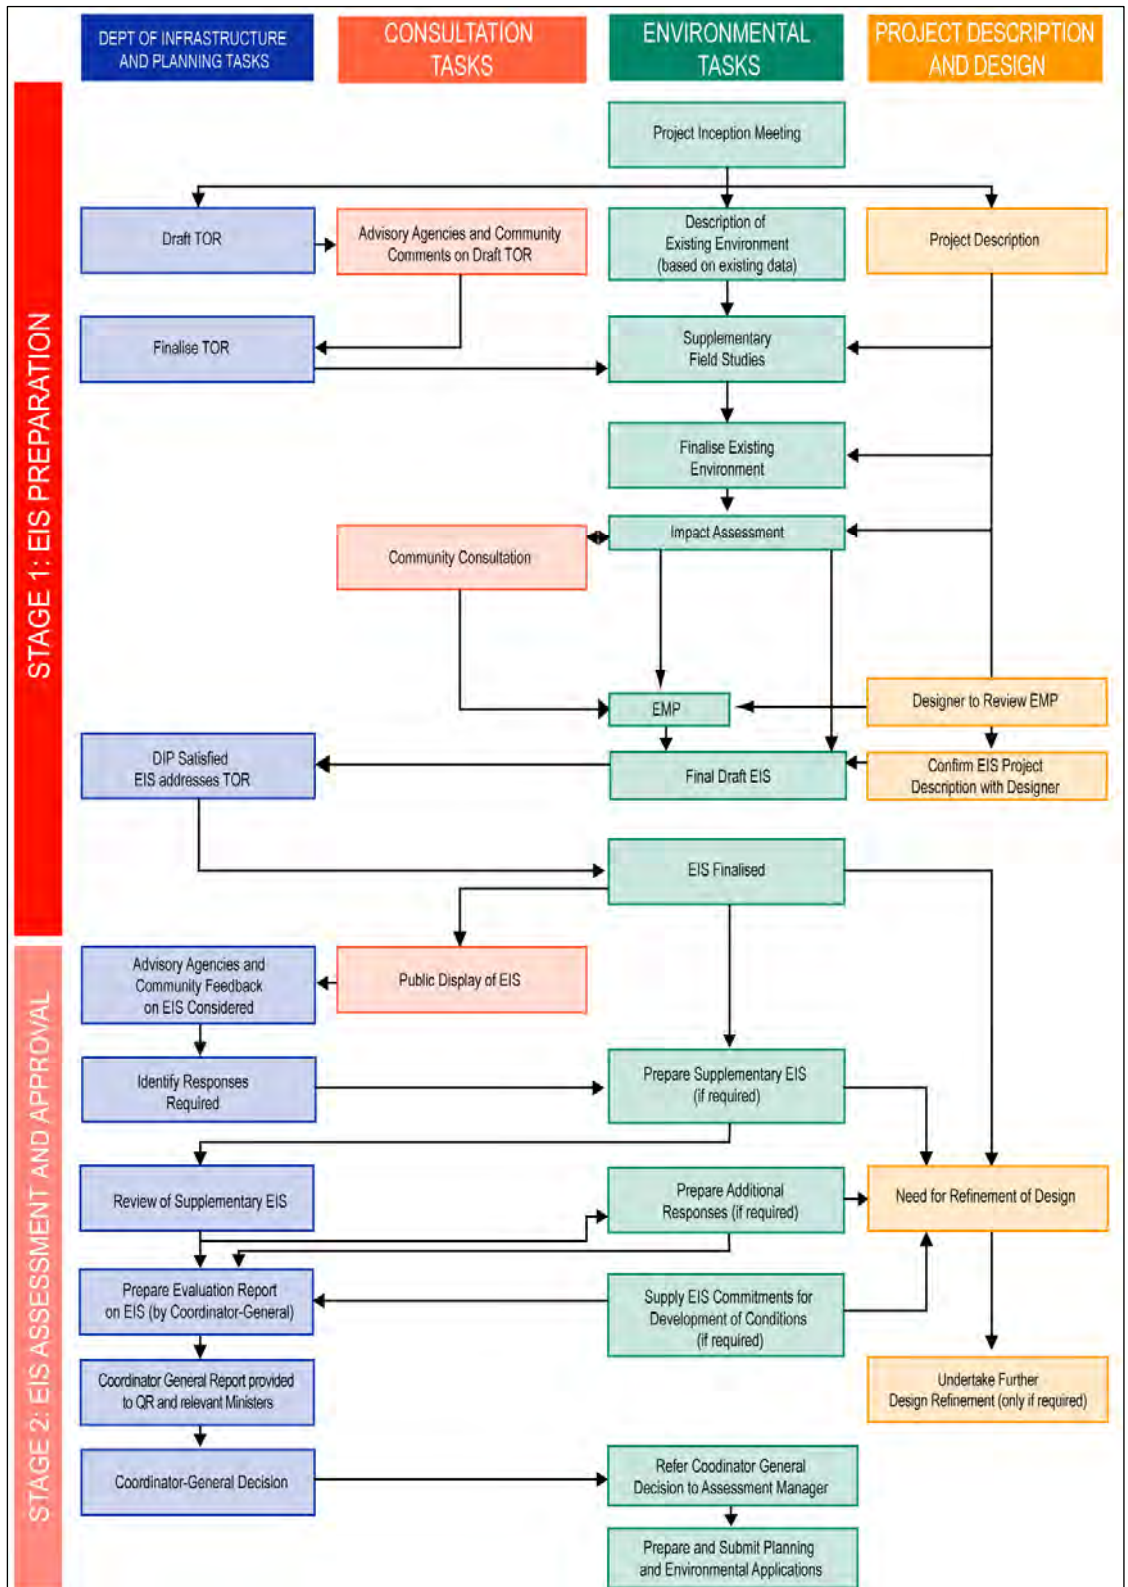 DEPT OF INFRASTRUCTURE
AND PLANNING TASKS
CONSULTATION
TASKS
ENVIRONMENTAL
TASKS
PROJECT DESCRIPTION
AND DESIGN
STAGE 1: EIS PREPARATION
Project Inception Meeting
Draft TOR
Advisory Agencies and Community
Comments on Draft TOR
Description of
Existing Environment
(based on existing data)
Project Description
Finalise TOR
Supplementary
Field Studies
Finalise Existing
Environment
Impact Assessment
Community Consultation
EMP
Designer to Review EMP
DIP Satisfied
EIS addresses TOR
Final Draft EIS
Confirm EIS Project
Description with Designer
EIS Finalised
STAGE 2: EIS ASSESSMENT AND APPROVAL
Advisory Agencies and
Community Feedback
on EIS Considered
Public Display of EIS
Identify Responses
Required
Prepare Supplementary EIS
(if required)
Review of Supplementary EIS
Prepare Additional
Responses (if required)
Need for Refinement of Design
Prepare Evaluation Report
on EIS (by Coordinator-General)
Supply EIS Commitments for
Development of Conditions
(if required)
Coordinator General Report provided
to QR and relevant Ministers
Undertake Further
Design Refinement (only if required)
Coordinator-General Decision
Refer Coodinator General
Decision to Assessment Manager
Prepare and Submit Planning
and Environmental Applications